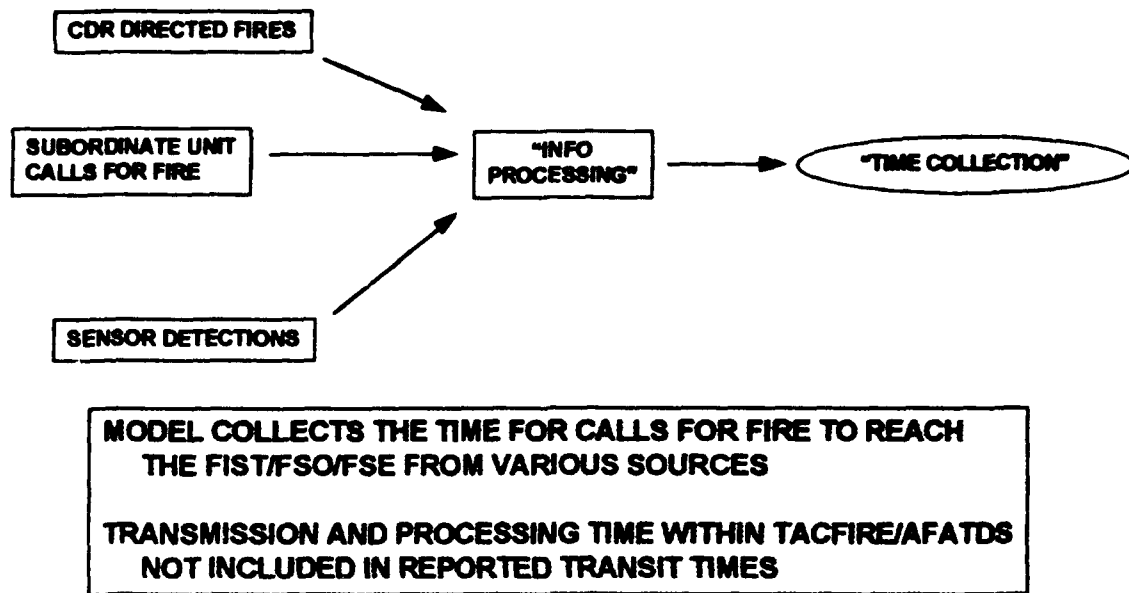 CDR DIRECTED FIRES
SUBORDINATE UNIT
CALLS FOR FIRE
"INFO
PROCESSING"
"TIME COLLECTION"
SENSOR DETECTIONS
MODEL COLLECTS THE TIME FOR CALLS FOR FIRE TO REACH
THE FIST/FSO/FSE FROM VARIOUS SOURCES
TRANSMISSION AND PROCESSING TIME WITHIN TACFIRE/AFATDS
NOT INCLUDED IN REPORTED TRANSIT TIMES